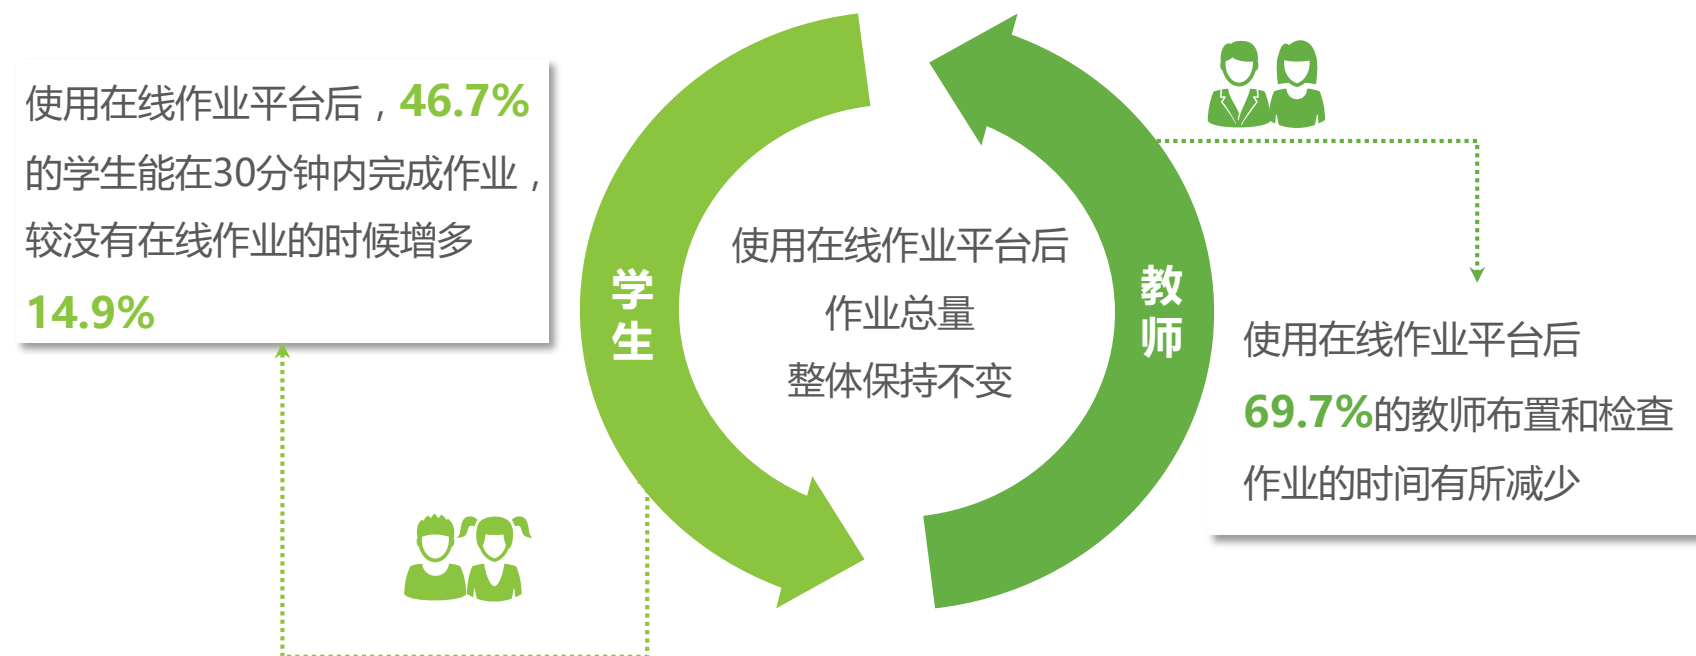 使用在线作业平台后，46.7%
的学生能在30分钟内完成作业，
较没有在线作业的时候增多
14.9%
学
生
使用在线作业平台后
作业总量
整体保持不变
教
师
使用在线作业平台后
69.7%的教师布置和检查
作业的时间有所减少